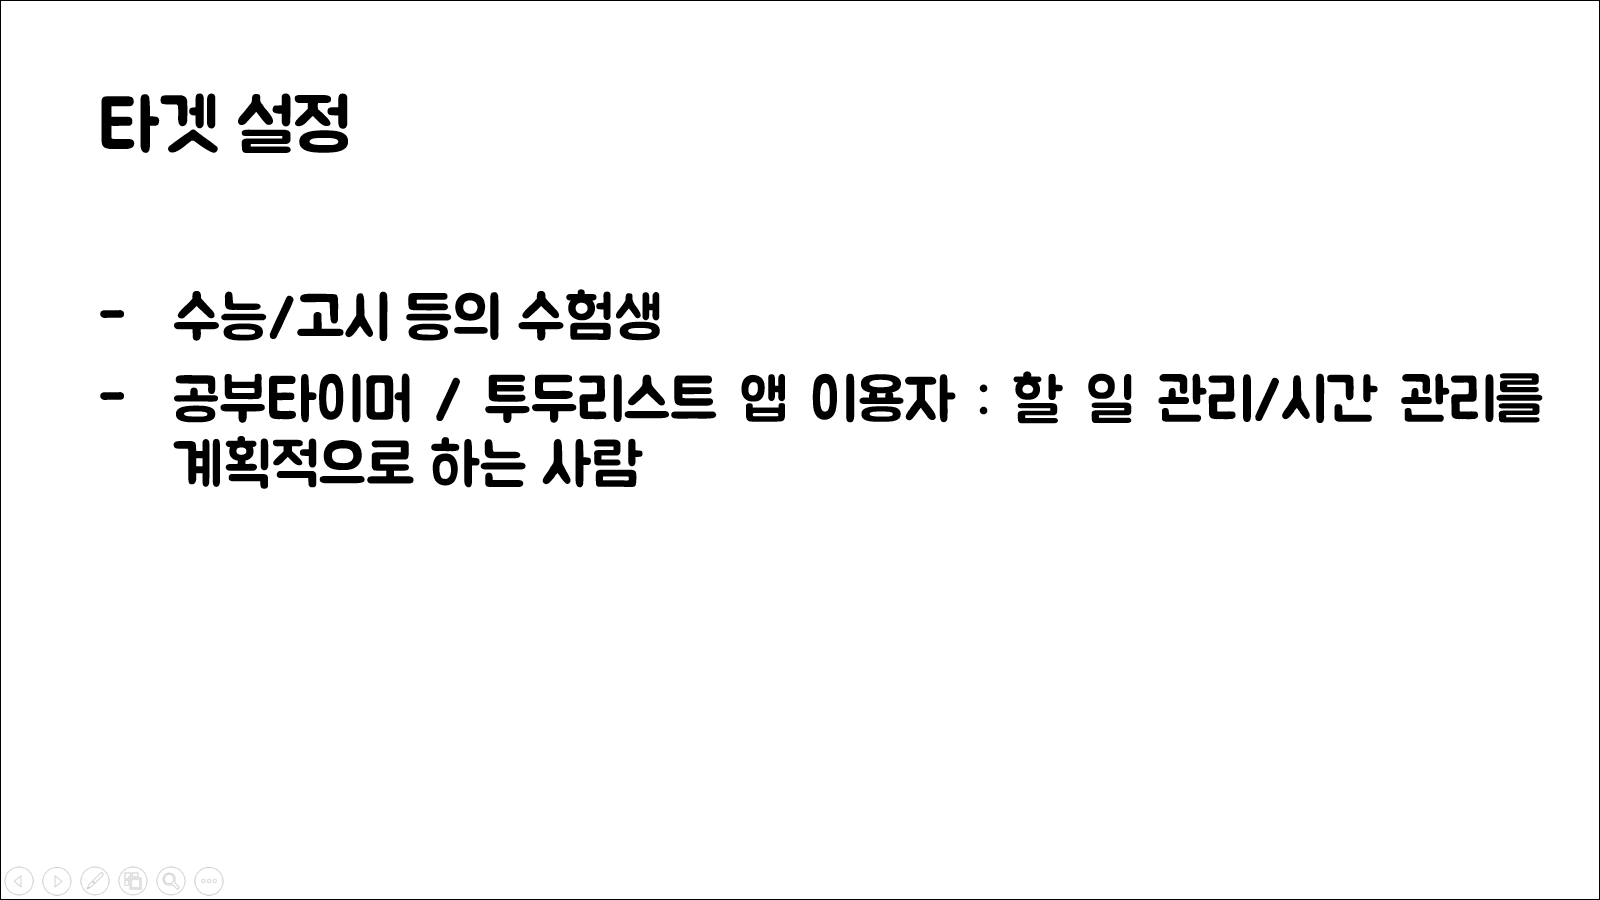 타겟 설정
- 수능/고시 등의 수험생
- 공부타이머 / 투두리스트 앱 이용자 : 할 일 관리/시간 관리를
계획적으로 하는 사람